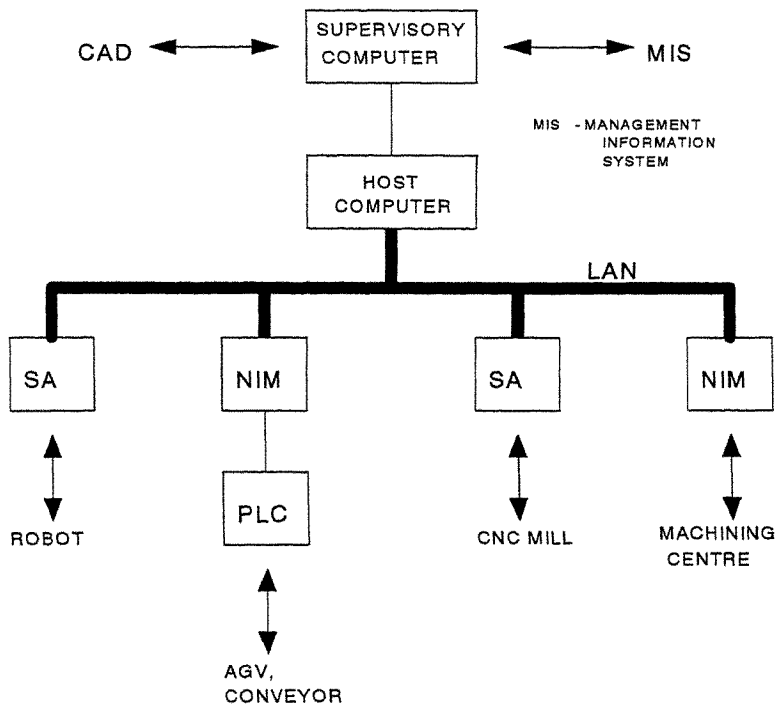 CAD
SUPERVISORY
COMPUTER
MIS
MIS - MANAGEMENT
INFORMATION
SYSTEM
HOST
COMPUTER
LAN
SA
NIM
SA
NIM
PLC
ROBOT
CNC MILL
MACHINING
CENTRE
AGV,
CONVEYOR